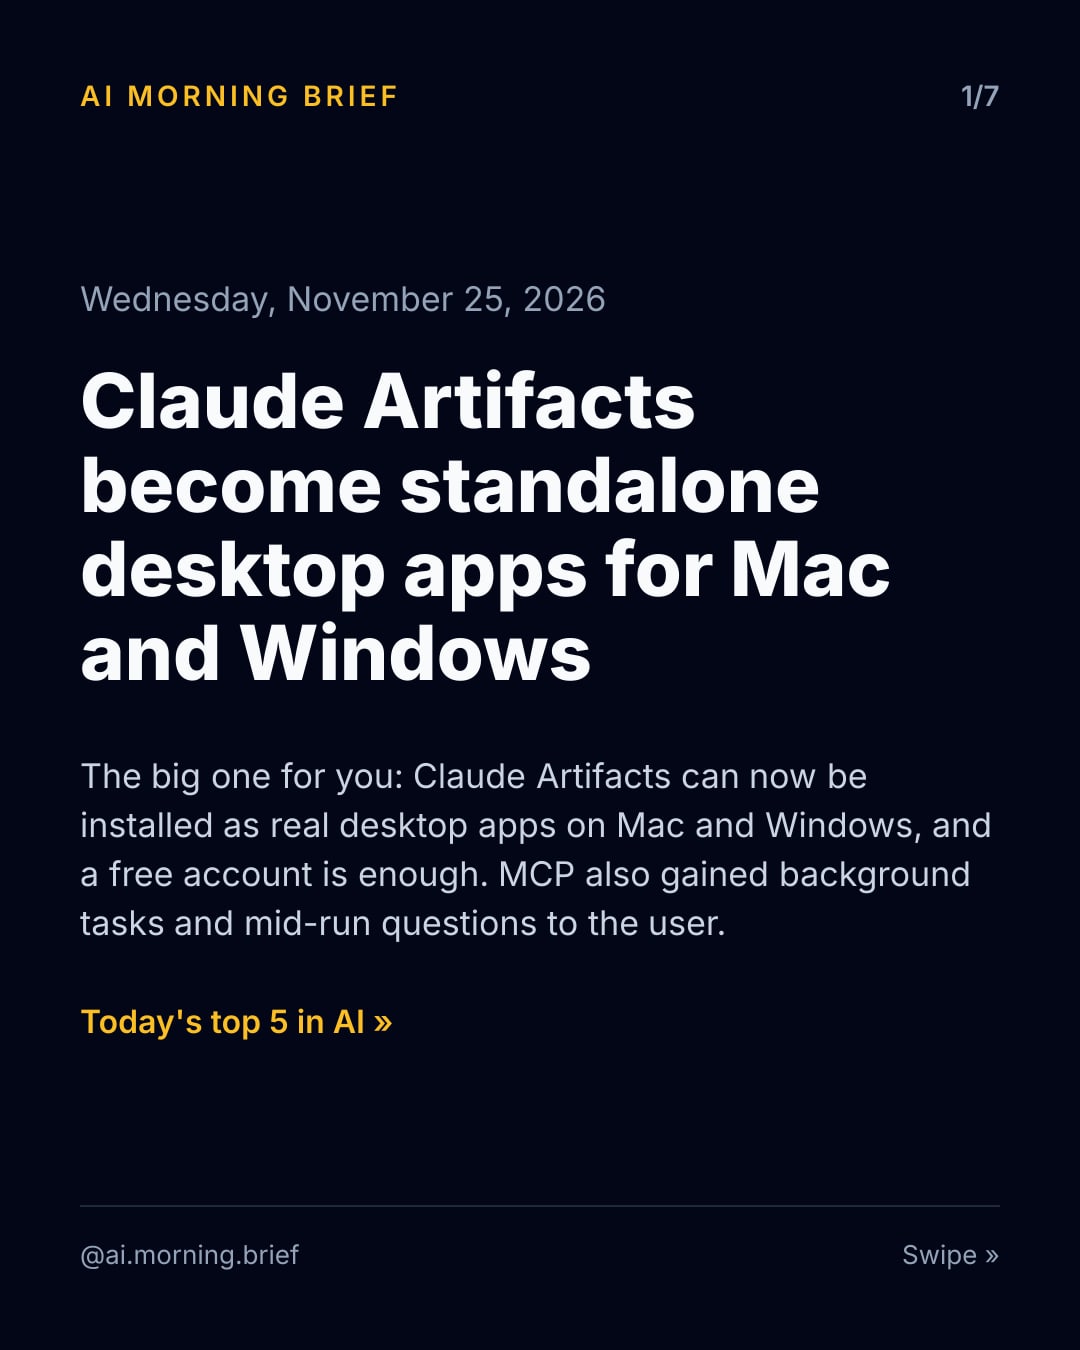 AI MORNING BRIEF
1/7
Wednesday, November 25, 2026
Claude Artifacts
become standalone
desktop apps for Mac
and Windows
The big one for you: Claude Artifacts can now be
installed as real desktop apps on Mac and Windows, and
a free account is enough. MCP also gained background
tasks and mid-run questions to the user.
Today's top 5 in AI »
@ai.morning.brief
Swipe »